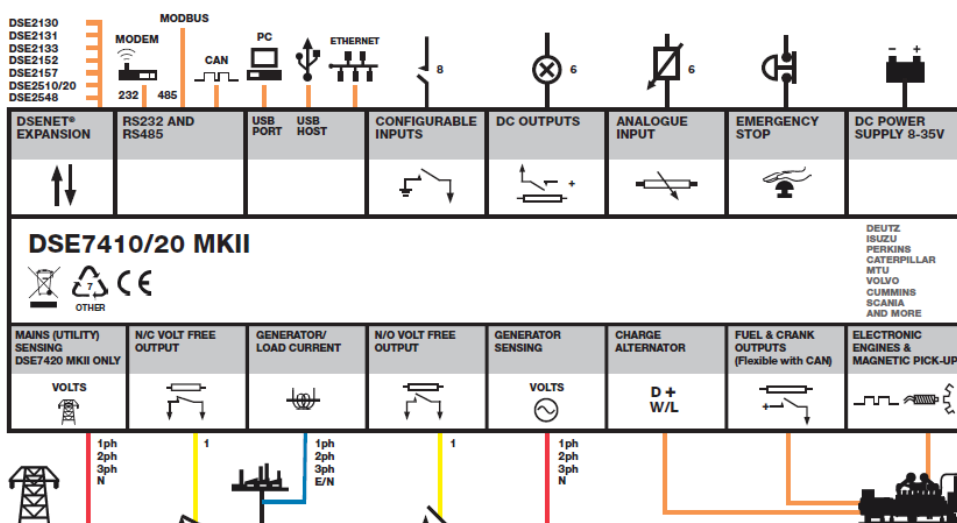 DSE2130
DSE2131
DSE2133
DSE2152
DSE2157
DSE2510/20
DSE2548
MODEM
232
485
MODBUS
CAN
PC
ETHERNET
8
6
6
- +
DSENET® EXPANSION
RS232 AND
RS485
USB
PORT
USB
HOST
CONFIGURABLE
INPUTS
DC OUTPUTS
ANALOGUE
INPUT
EMERGENCY
STOP
DC POWER
SUPPLY 8-35V
+
DSE7410/20 MKII
7
OTHER
CE
DEUTZ
ISUZU
PERKINS
CATERPILLAR
MTU
VOLVO
CUMMINS
SCANIA
AND MORE
MAINS (UTILITY)
SENSING
DSE7420 MKII ONLY
VOLTS
N/C VOLT FREE
OUTPUT
GENERATOR/
LOAD CURRENT
N/O VOLT FREE
OUTPUT
GENERATOR
SENSING
VOLTS
CHARGE
ALTERNATOR
D +
W/L
FUEL & CRANK
OUTPUTS
(Flexible with CAN)
+
ELECTRONIC
ENGINES &
MAGNETIC PICK-UP
1ph
2ph
3ph
N
1
1ph
2ph
3ph
E/N
1
1ph
2ph
3ph
N